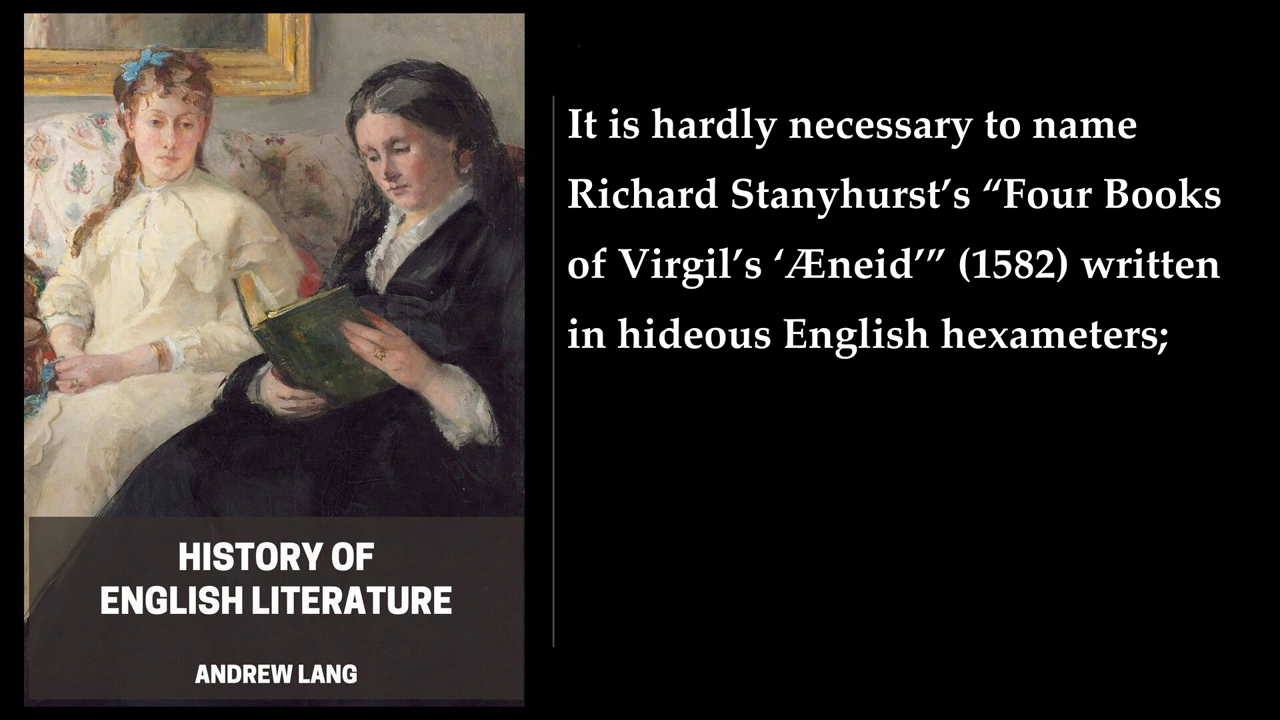 HISTORY OF
ENGLISH LITERATURE
ANDREW LANG
It is hardly necessary to name
Richard Stanyhurst’s “Four Books
of Virgil’s ‘Æneid’” (1582) written
in hideous English hexameters;